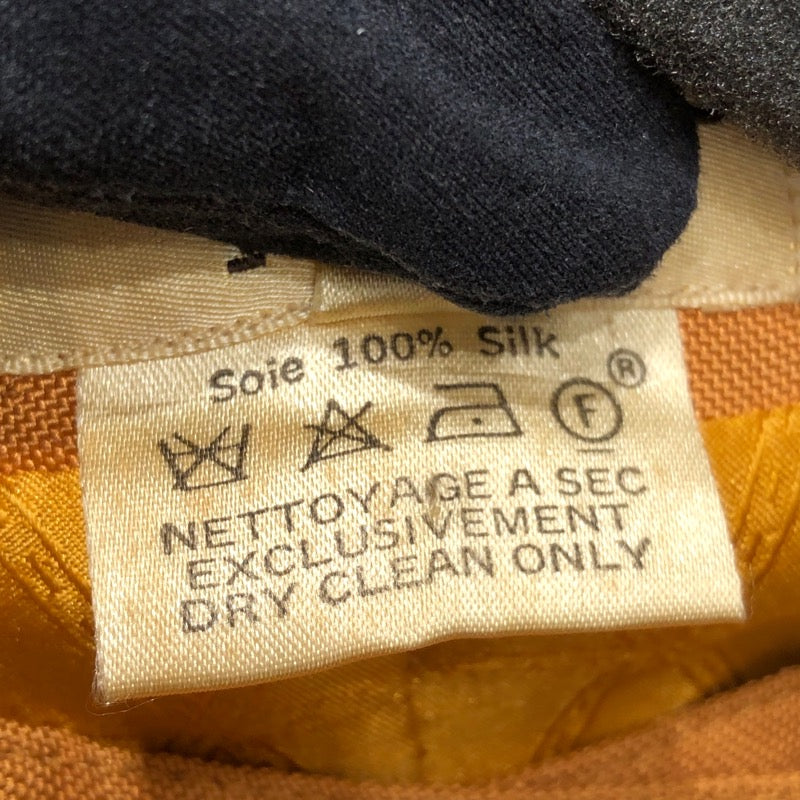 Soie 100% Silk
F ®
NETTOYAGE A SEC
EXCLUSIVEMENT
DRY CLEAN ONLY